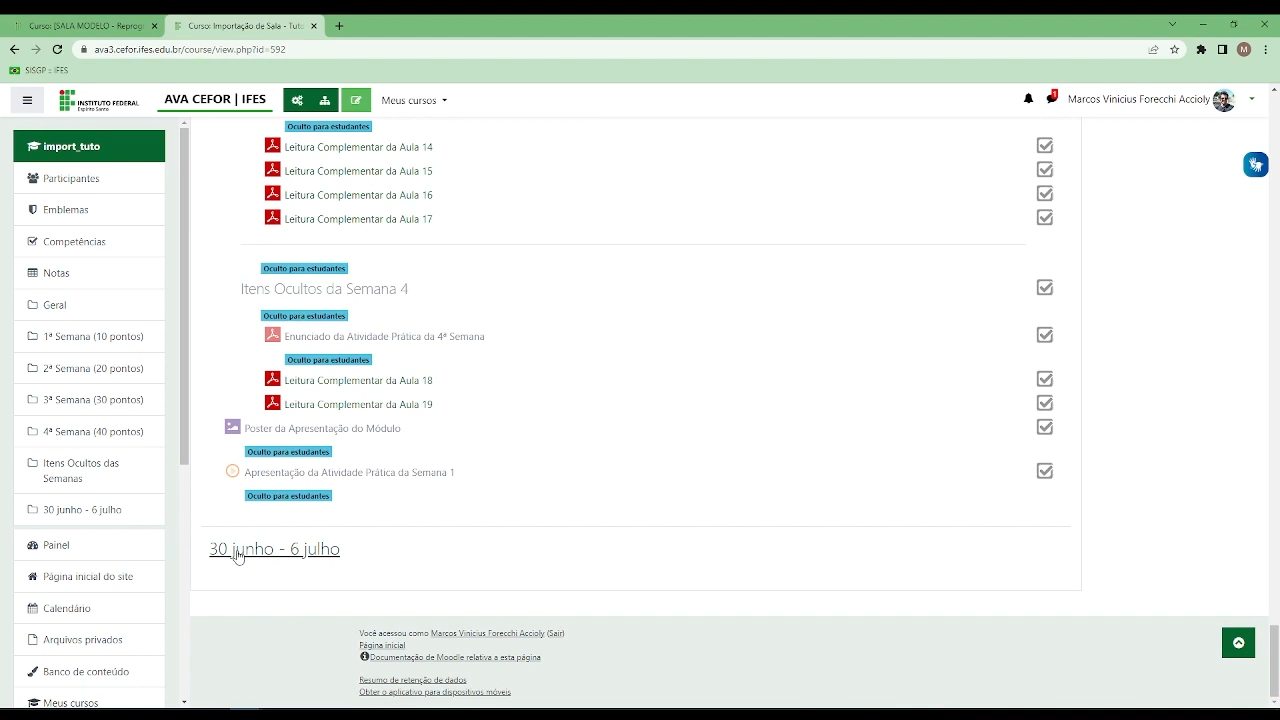 Curso: [SALA MODELO - Reprog
Curso: Importação de Sala - Tuto
ava3.cefor.ifes.edu.br/course/view.php?id=592
M
SISGP :: IFES
INSTITUTO FEDERAL
Espírito Santo
AVA CEFOR | IFES
Meus cursos
1
Marcos Vinicius Forecchi Accioly
import_tuto
Participantes
Emblemas
Competências
Notas
Geral
1ª Semana (10 pontos)
2ª Semana (20 pontos)
3ª Semana (30 pontos)
4ª Semana (40 pontos)
Itens Ocultos das
Semanas
30 junho - 6 julho
Painel
Página inicial do site
Calendário
Arquivos privados
Banco de conteúdo
Meus cursos
Oculto para estudantes
Leitura Complementar da Aula 14
Leitura Complementar da Aula 15
Leitura Complementar da Aula 16
Leitura Complementar da Aula 17
Oculto para estudantes
Itens Ocultos da Semana 4
Oculto para estudantes
Enunciado da Atividade Prática da 4ª Semana
Oculto para estudantes
Leitura Complementar da Aula 18
Leitura Complementar da Aula 19
Poster da Apresentação do Módulo
Oculto para estudantes
Apresentação da Atividade Prática da Semana 1
Oculto para estudantes
30 junho - 6 julho
Você acessou como Marcos Vinicius Forecchi Accioly (Sair)
Página inicial
Documentação de Moodle relativa a esta página
Resumo de retenção de dados
Obter o aplicativo para dispositivos móveis